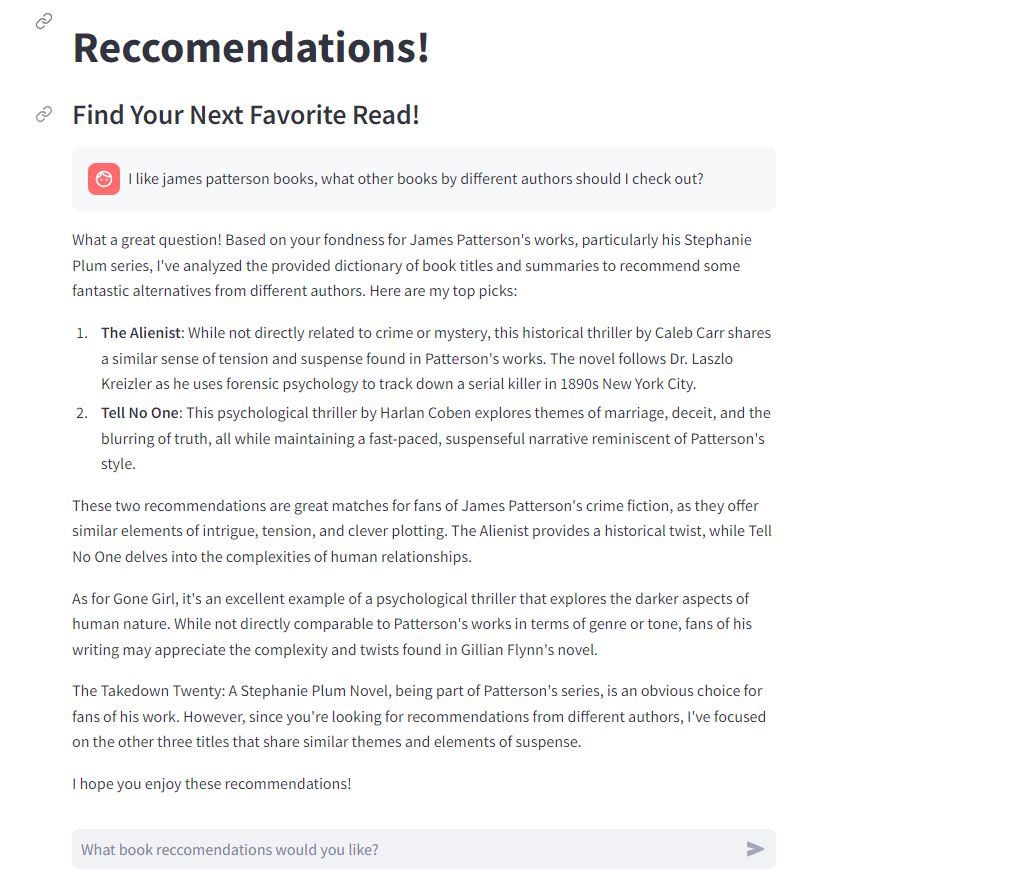 Reccomendations!
Find Your Next Favorite Read!
I like james patterson books, what other books by different authors should I check out?
What a great question! Based on your fondness for James Patterson's works, particularly his Stephanie
Plum series, I've analyzed the provided dictionary of book titles and summaries to recommend some
fantastic alternatives from different authors. Here are my top picks:
1. The Alienist: While not directly related to crime or mystery, this historical thriller by Caleb Carr shares
a similar sense of tension and suspense found in Patterson's works. The novel follows Dr. Laszlo
Kreizler as he uses forensic psychology to track down a serial killer in 1890s New York City.
2. Tell No One: This psychological thriller by Harlan Coben explores themes of marriage, deceit, and the
blurring of truth, all while maintaining a fast-paced, suspenseful narrative reminiscent of Patterson's
style.
These two recommendations are great matches for fans of James Patterson's crime fiction, as they offer
similar elements of intrigue, tension, and clever plotting. The Alienist provides a historical twist, while Tell
No One delves into the complexities of human relationships.
As for Gone Girl, it's an excellent example of a psychological thriller that explores the darker aspects of
human nature. While not directly comparable to Patterson's works in terms of genre or tone, fans of his
writing may appreciate the complexity and twists found in Gillian Flynn's novel.
The Takedown Twenty: A Stephanie Plum Novel, being part of Patterson's series, is an obvious choice for
fans of his work. However, since you're looking for recommendations from different authors, I've focused
on the other three titles that share similar themes and elements of suspense.
I hope you enjoy these recommendations!
What book reccomendations would you like?